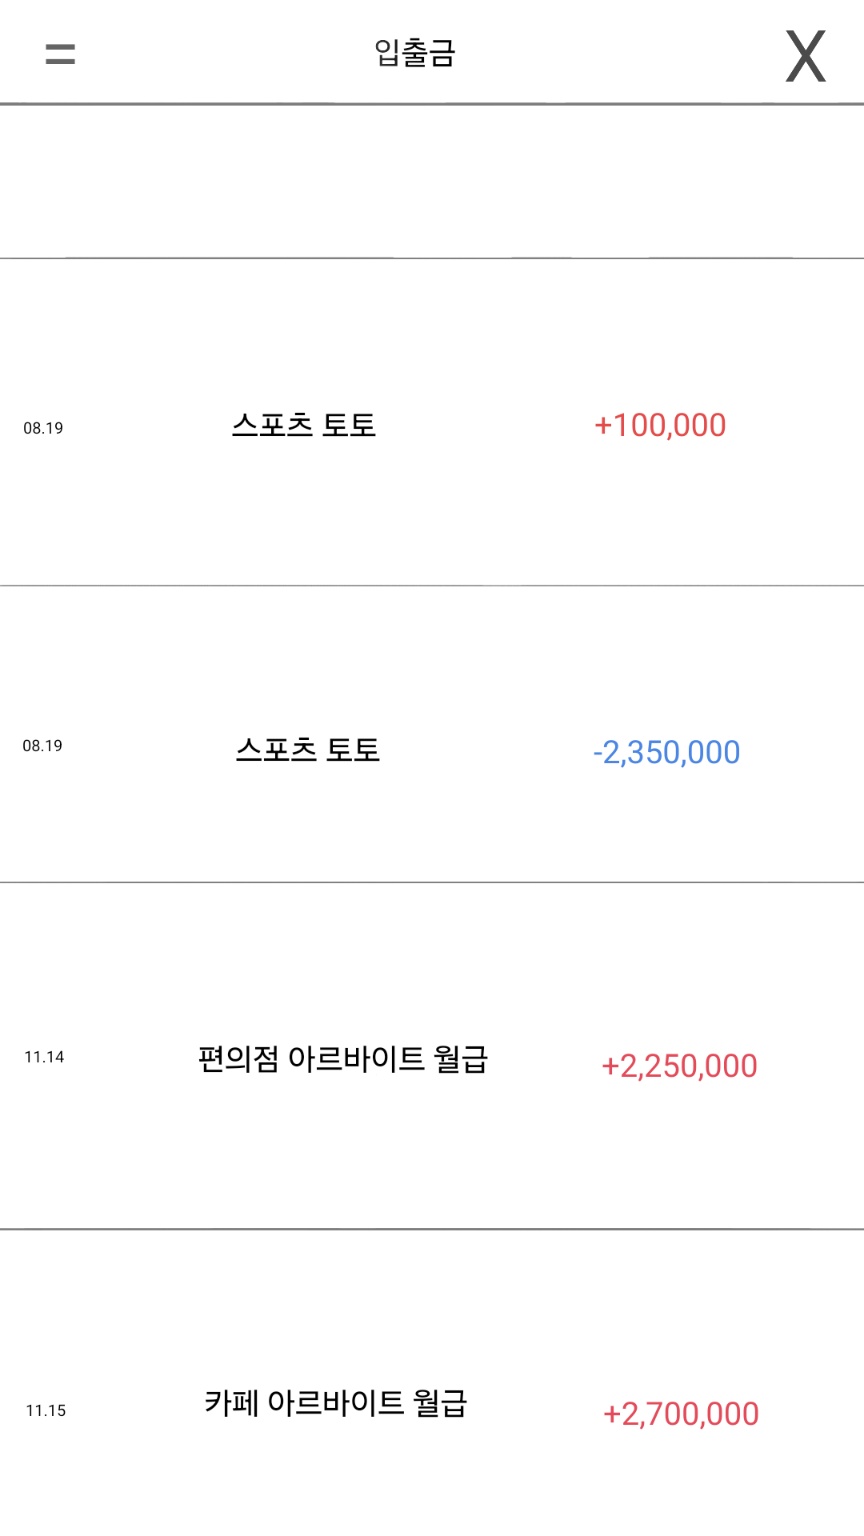 = 입출금 X
08.19 스포츠 토토 +100,000
08.19 스포츠 토토 -2,350,000
11.14 편의점 아르바이트 월급 +2,250,000
11.15 카페 아르바이트 월급 +2,700,000